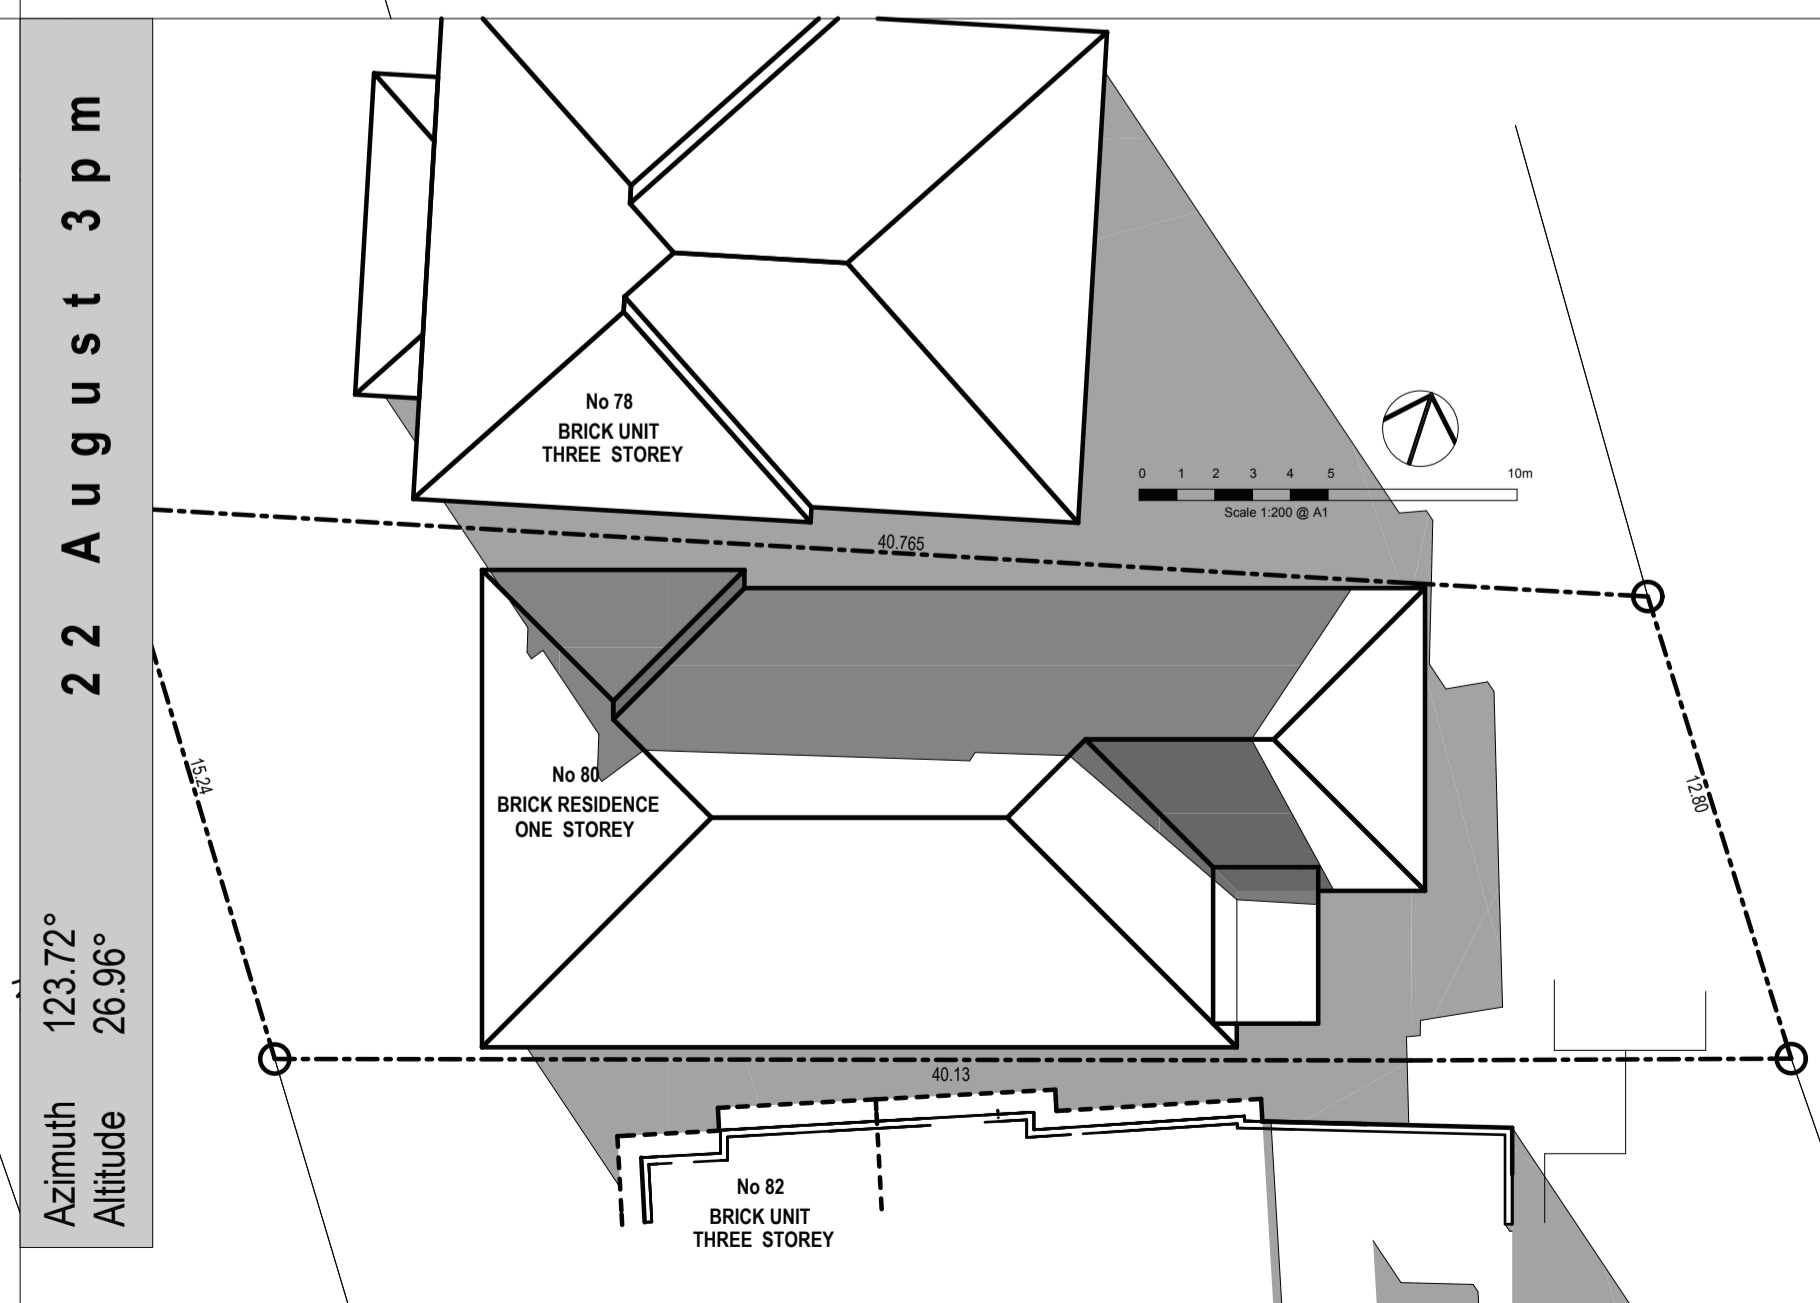 22 August 3pm
Azimuth 123.72°
Altitude 26.96°
No 78
BRICK UNIT
THREE STOREY
0 1 2 3 4 5 10m
Scale 1:200 @ A1
40.765
15.24
No 80
BRICK RESIDENCE
ONE STOREY
12.80
40.13
No 82
BRICK UNIT
THREE STOREY